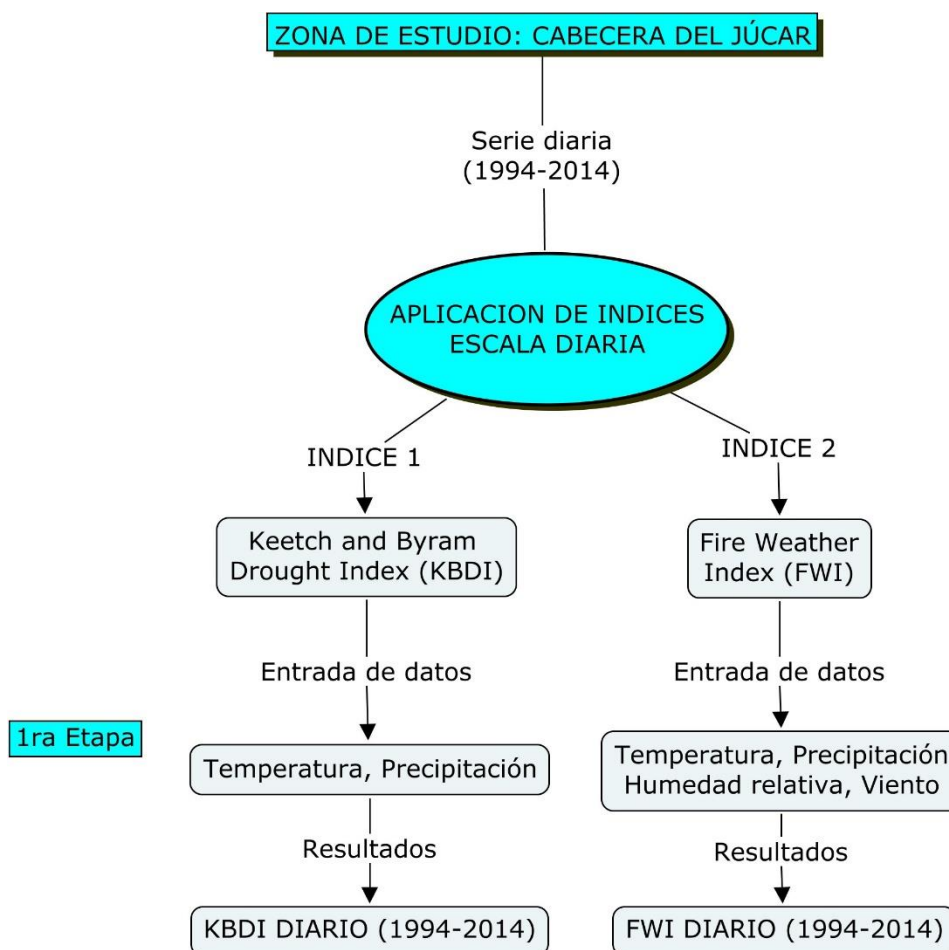 ZONA DE ESTUDIO: CABECERA DEL JÚCAR
Serie diaria
(1994-2014)
APLICACION DE INDICES
ESCALA DIARIA
INDICE 1
INDICE 2
Keetch and Byram
Drought Index (KBDI)
Fire Weather
Index (FWI)
Entrada de datos
Entrada de datos
1ra Etapa
Temperatura, Precipitación
Temperatura, Precipitación
Humedad relativa, Viento
Resultados
Resultados
KBDI DIARIO (1994-2014)
FWI DIARIO (1994-2014)